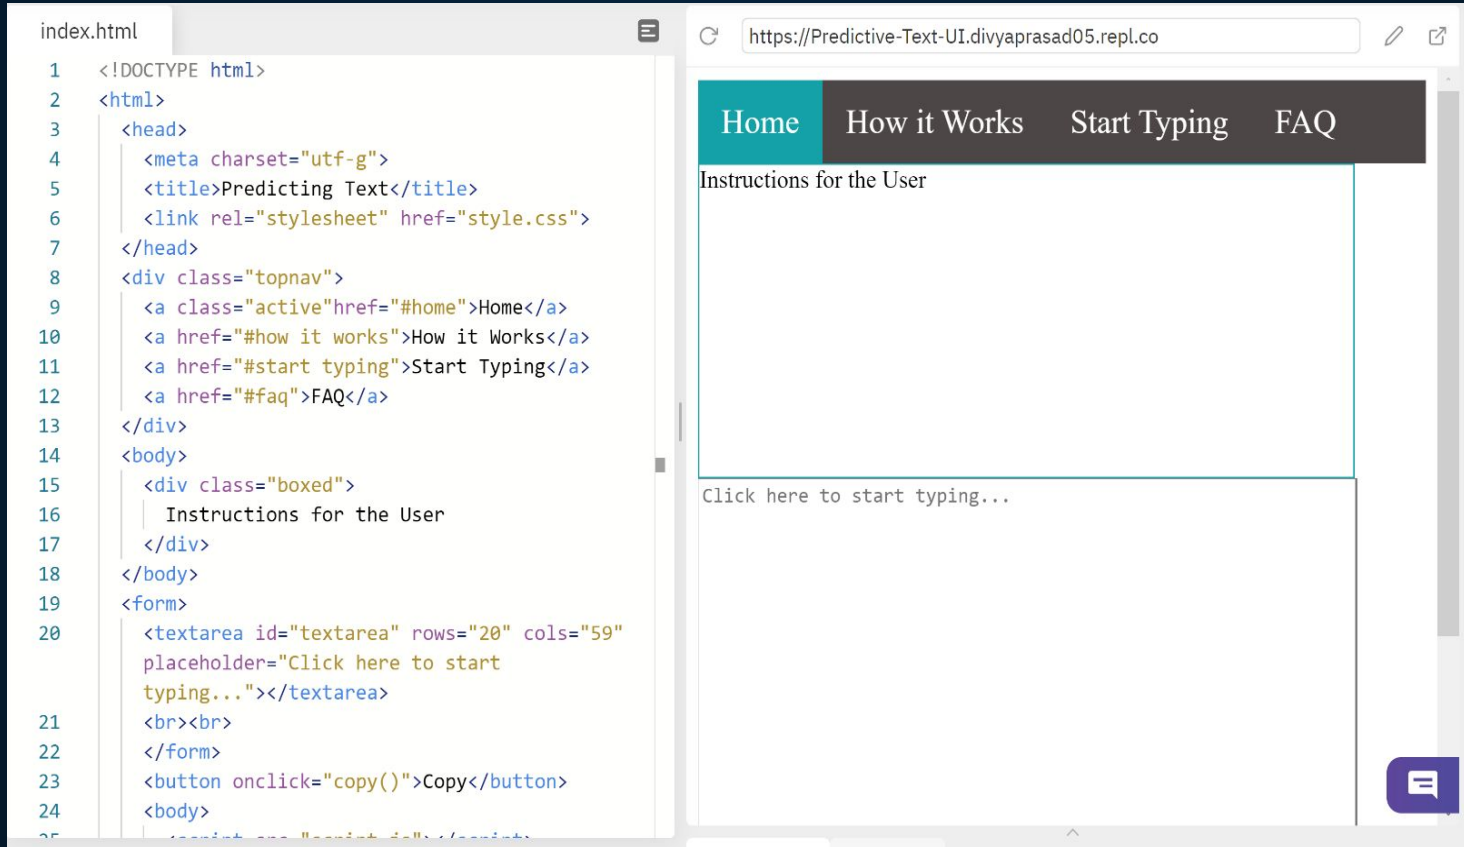 index.html
1 <!DOCTYPE html>
2 <html>
3 <head>
4 <meta charset="utf-g">
5 <title>Predicting Text</title>
6 <link rel="stylesheet" href="style.css">
7 </head>
8 <div class="topnav">
9 <a class="active"href="#home">Home</a>
10 <a href="#how it works">How it Works</a>
11 <a href="#start typing">Start Typing</a>
12 <a href="#faq">FAQ</a>
13 </div>
14 <body>
15 <div class="boxed">
16 Instructions for the User
17 </div>
18 </body>
19 <form>
20 <textarea id="textarea" rows="20" cols="59"
placeholder="Click here to start
typing..."></textarea>
21 <br><br>
22 </form>
23 <button onclick="copy()">Copy</button>
24 <body>
https://Predictive-Text-UI.divyaprasad05.repl.co
Home How it Works Start Typing FAQ
Instructions for the User
Click here to start typing...